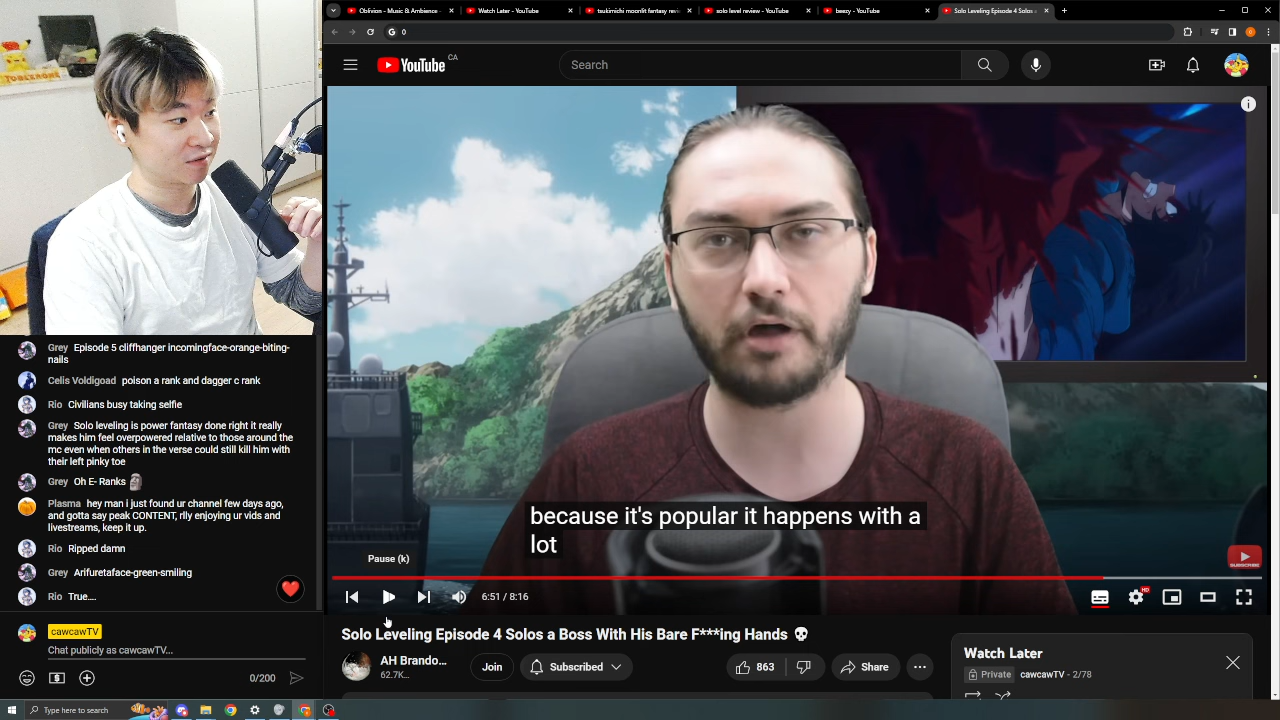 Oblivion - Music & Ambience
Watch Later - YouTube
tsukimichi moonlit fantasy revi
solo level review - YouTube
beaxy - YouTube
Solo Leveling Episode 4 Solos
0
YouTube CA
Search
because it's popular it happens with a
lot
Pause (k)
6:51 / 8:16
HD
SUBSCRIBE
Solo Leveling Episode 4 Solos a Boss With His Bare F***ing Hands 💀
AH Brando...
62.7K...
Join
Subscribed
863
Share
Watch Later
Private cawcawTV - 2/78
Grey Episode 5 cliffhanger incomingface-orange-biting-
nails
Celis Voldigoad poison a rank and dagger c rank
Rio Civilians busy taking selfie
Grey Solo leveling is power fantasy done right it really
makes him feel overpowered relative to those around the
mc even when others in the verse could still kill him with
their left pinky toe
Grey Oh E- Ranks 🗿
Plasma hey man i just found ur channel few days ago,
and gotta say peak CONTENT, rlly enjoying ur vids and
livestreams, keep it up.
Rio Ripped damn
Grey Arifuretaface-green-smiling
Rio True....
cawcawTV
Chat publicly as cawcawTV...
0/200
Type here to search